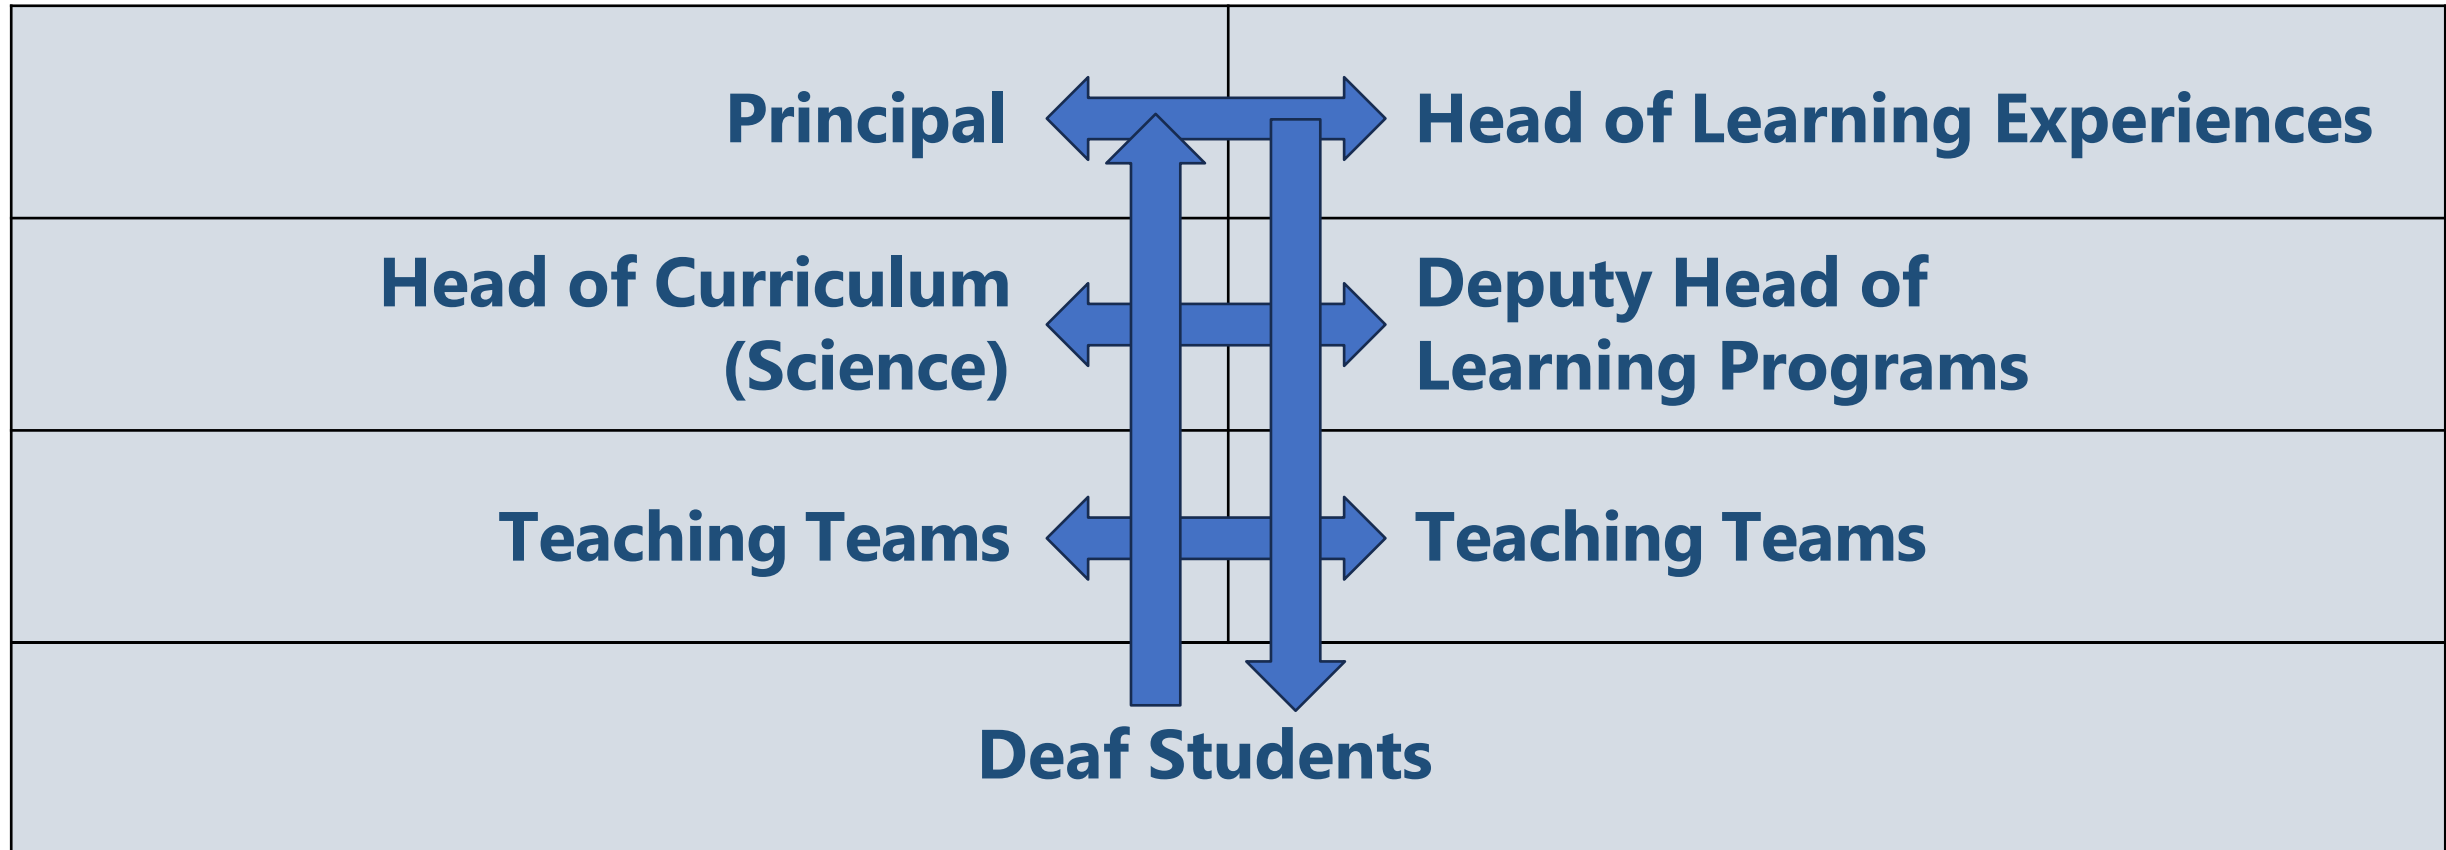 Principal
Head of Learning Experiences
Head of Curriculum
(Science)
Deputy Head of
Learning Programs
Teaching Teams
Teaching Teams
Deaf Students